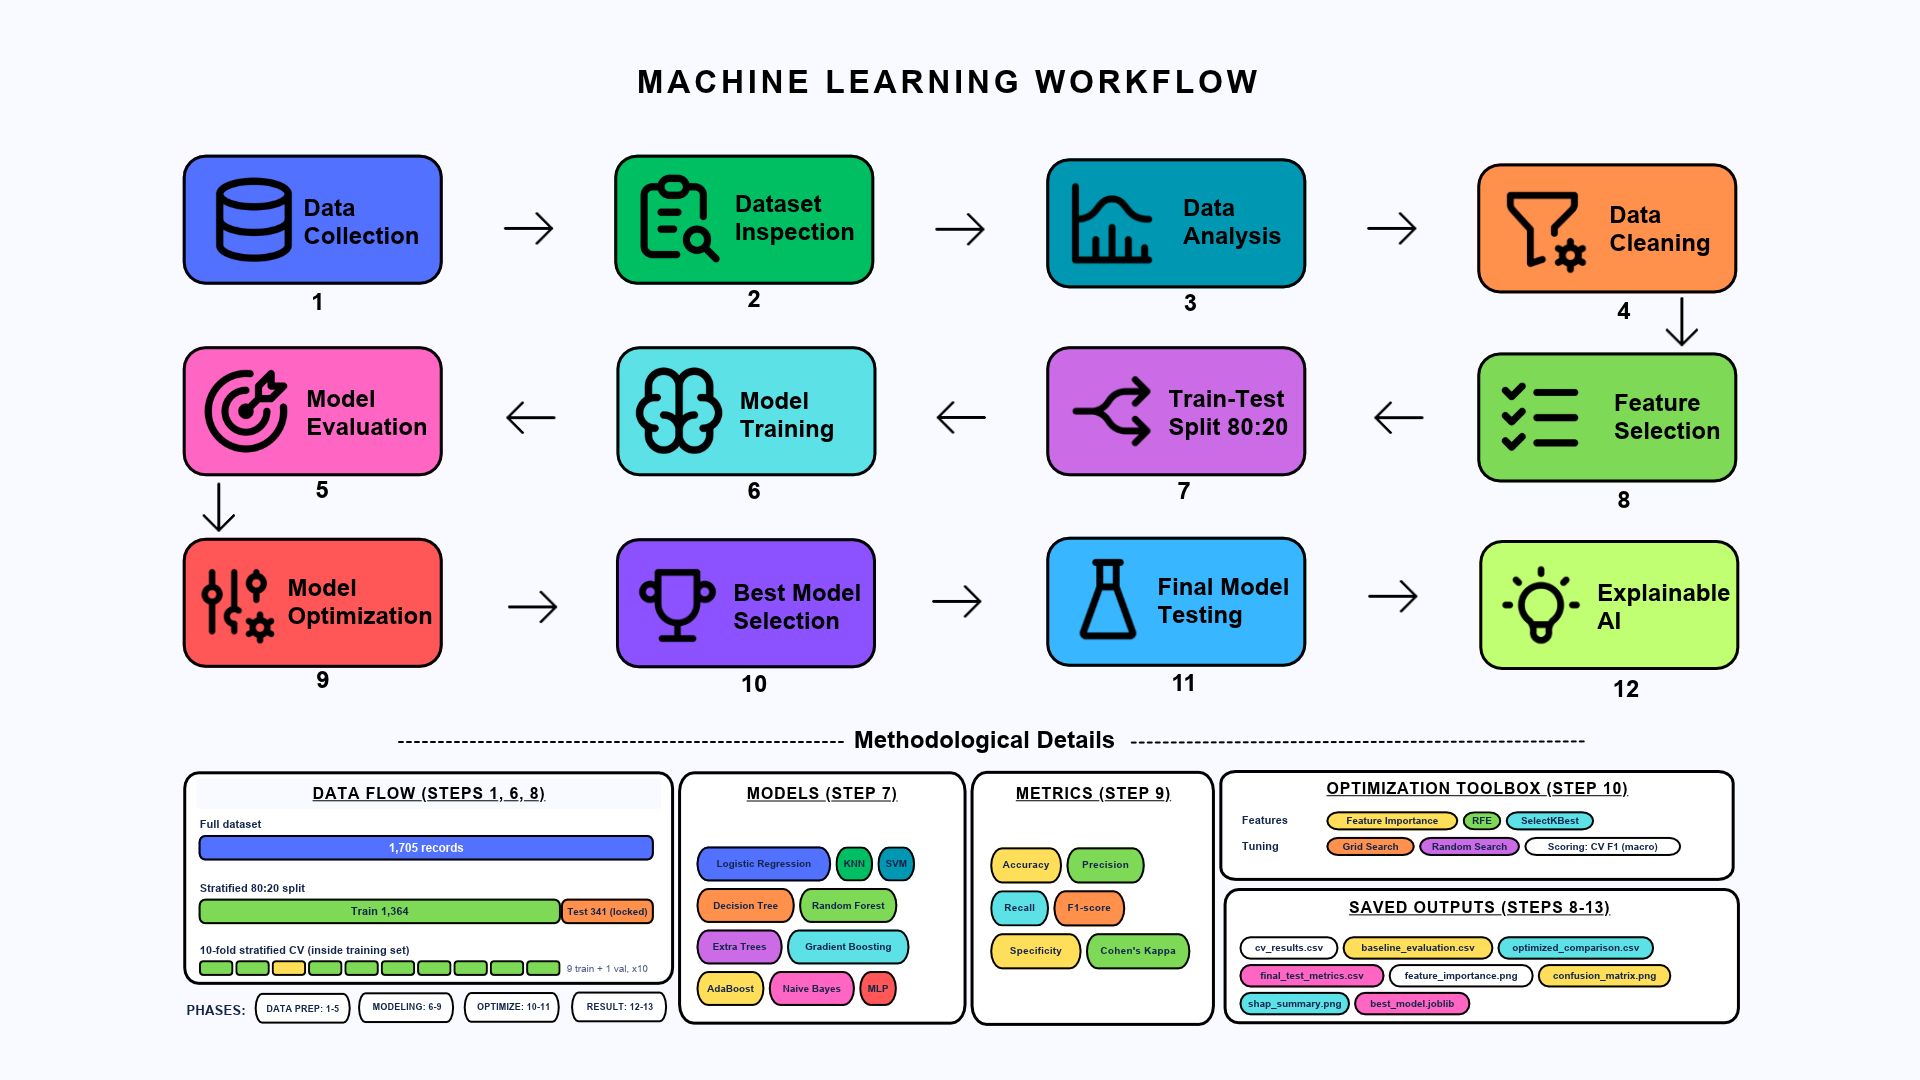 MACHINE LEARNING WORKFLOW
Data
Collection
1
Dataset
Inspection
2
Data
Analysis
3
Data
Cleaning
4
Model
Evaluation
5
Model
Training
6
Train-Test
Split 80:20
7
Feature
Selection
8
Model
Optimization
9
Best Model
Selection
10
Final Model
Testing
11
Explainable
AI
12
Methodological Details
DATA FLOW (STEPS 1, 6, 8)
Full dataset
1,705 records
Stratified 80:20 split
Train 1,364
Test 341 (locked)
10-fold stratified CV (inside training set)
9 train + 1 val, x10
PHASES:
DATA PREP: 1-5
MODELING: 6-9
OPTIMIZE: 10-11
RESULT: 12-13
MODELS (STEP 7)
Logistic Regression
KNN
SVM
Decision Tree
Random Forest
Extra Trees
Gradient Boosting
AdaBoost
Naive Bayes
MLP
METRICS (STEP 9)
Accuracy
Precision
Recall
F1-score
Specificity
Cohen's Kappa
OPTIMIZATION TOOLBOX (STEP 10)
Features
Feature Importance
RFE
SelectKBest
Tuning
Grid Search
Random Search
Scoring: CV F1 (macro)
SAVED OUTPUTS (STEPS 8-13)
cv_results.csv
baseline_evaluation.csv
optimized_comparison.csv
final_test_metrics.csv
feature_importance.png
confusion_matrix.png
shap_summary.png
best_model.joblib